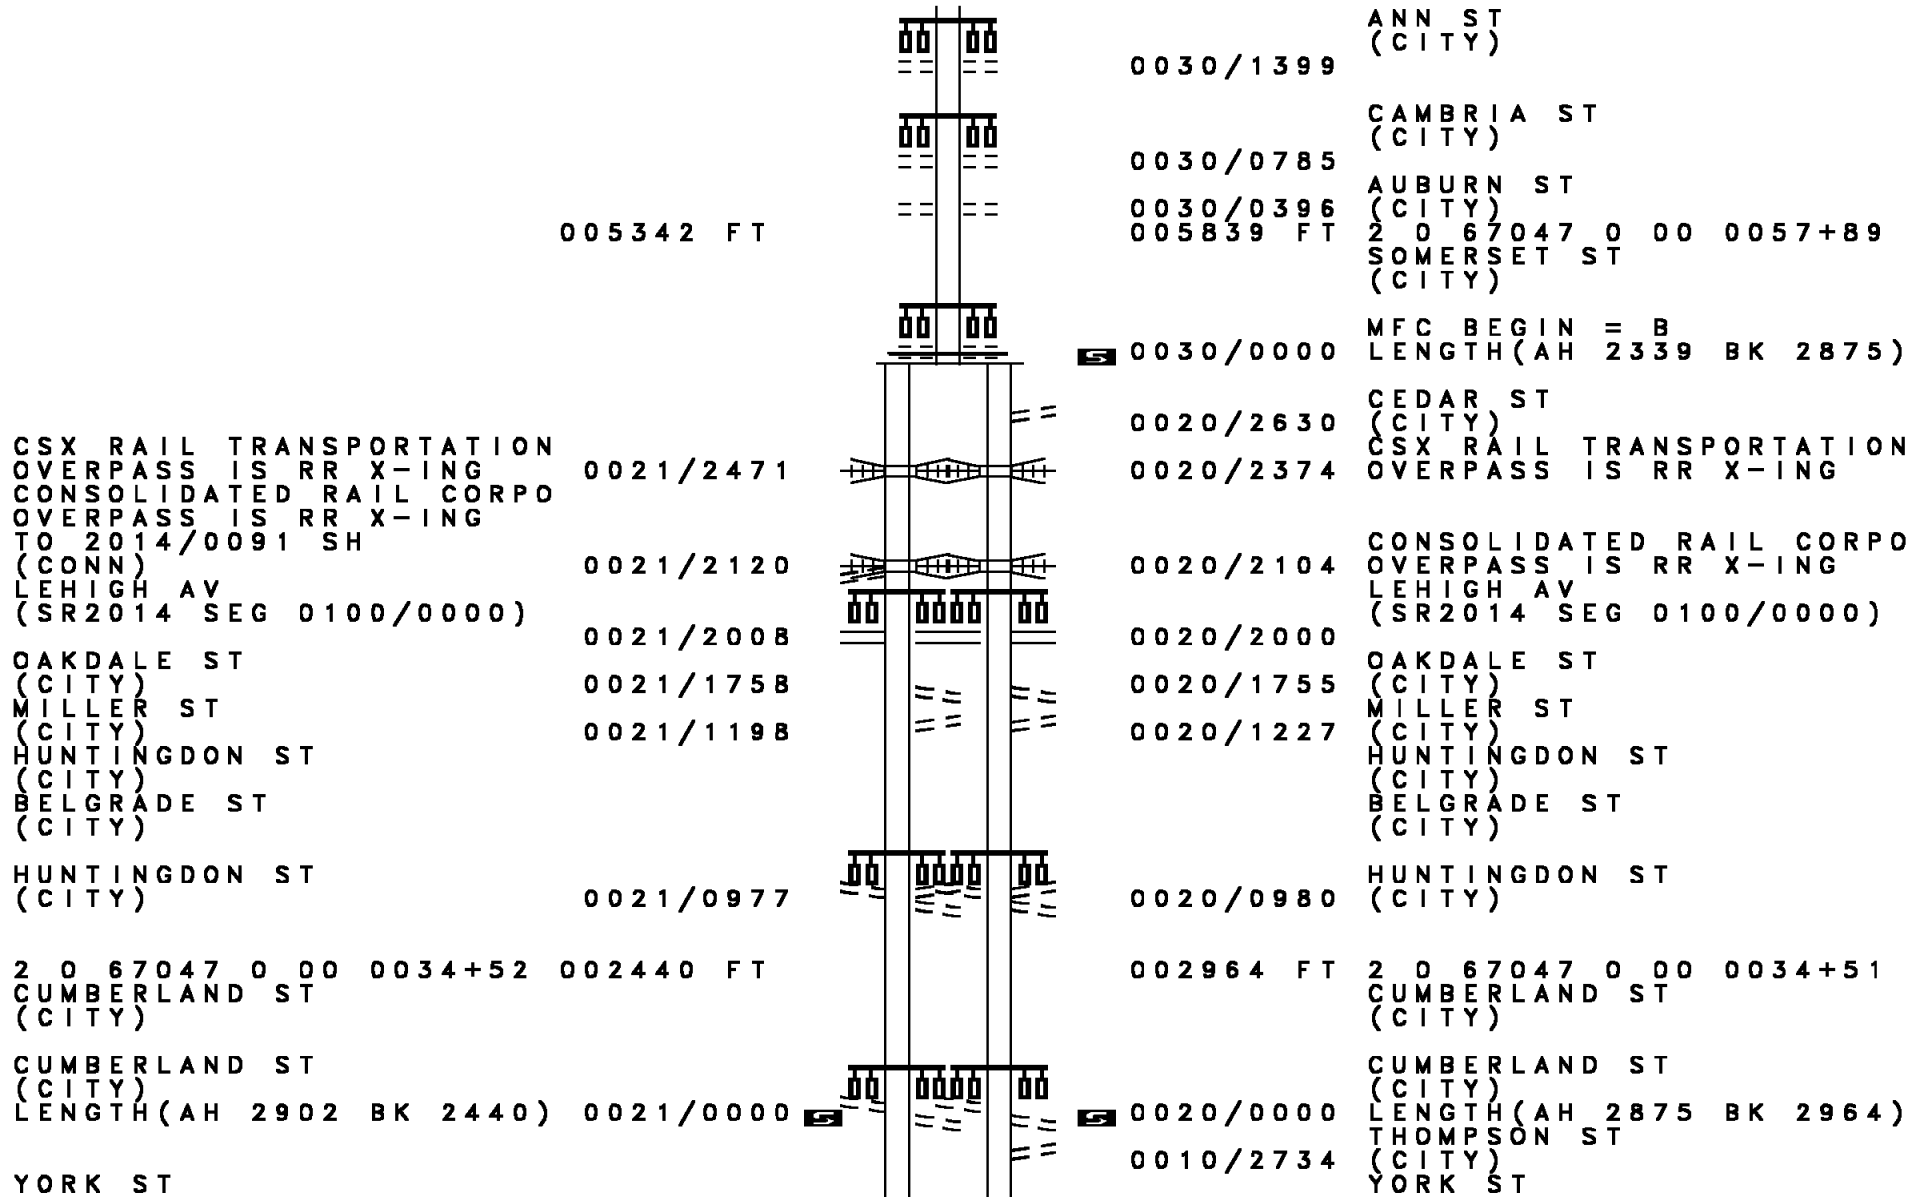 ANN ST
(CITY)
0030/1399
CAMBRIA ST
(CITY)
0030/0785
AUBURN ST
0030/0396 (CITY)
005342 FT 005839 FT 2 0 67047 0 00 0057+89
SOMERSET ST
(CITY)
MFC BEGIN = B
S 0030/0000 LENGTH(AH 2339 BK 2875)
CEDAR ST
0020/2630 (CITY)
CSX RAIL TRANSPORTATION CSX RAIL TRANSPORTATION
OVERPASS IS RR X-ING 0021/2471 0020/2374 OVERPASS IS RR X-ING
CONSOLIDATED RAIL CORPO
OVERPASS IS RR X-ING
TO 2014/0091 SH CONSOLIDATED RAIL CORPO
(CONN) 0021/2120 0020/2104 OVERPASS IS RR X-ING
LEHIGH AV LEHIGH AV
(SR2014 SEG 0100/0000) (SR2014 SEG 0100/0000)
0021/2008 0020/2000
OAKDALE ST OAKDALE ST
(CITY) 0021/1758 0020/1755 (CITY)
MILLER ST MILLER ST
(CITY) 0021/1198 0020/1227 (CITY)
HUNTINGDON ST HUNTINGDON ST
(CITY) (CITY)
BELGRADE ST BELGRADE ST
(CITY) (CITY)
HUNTINGDON ST HUNTINGDON ST
(CITY) 0021/0977 0020/0980 (CITY)
2 0 67047 0 00 0034+52 002440 FT 002964 FT 2 0 67047 0 00 0034+51
CUMBERLAND ST CUMBERLAND ST
(CITY) (CITY)
CUMBERLAND ST CUMBERLAND ST
(CITY) (CITY)
LENGTH(AH 2902 BK 2440) 0021/0000 S S 0020/0000 LENGTH(AH 2875 BK 2964)
THOMPSON ST
0010/2734 (CITY)
YORK ST YORK ST